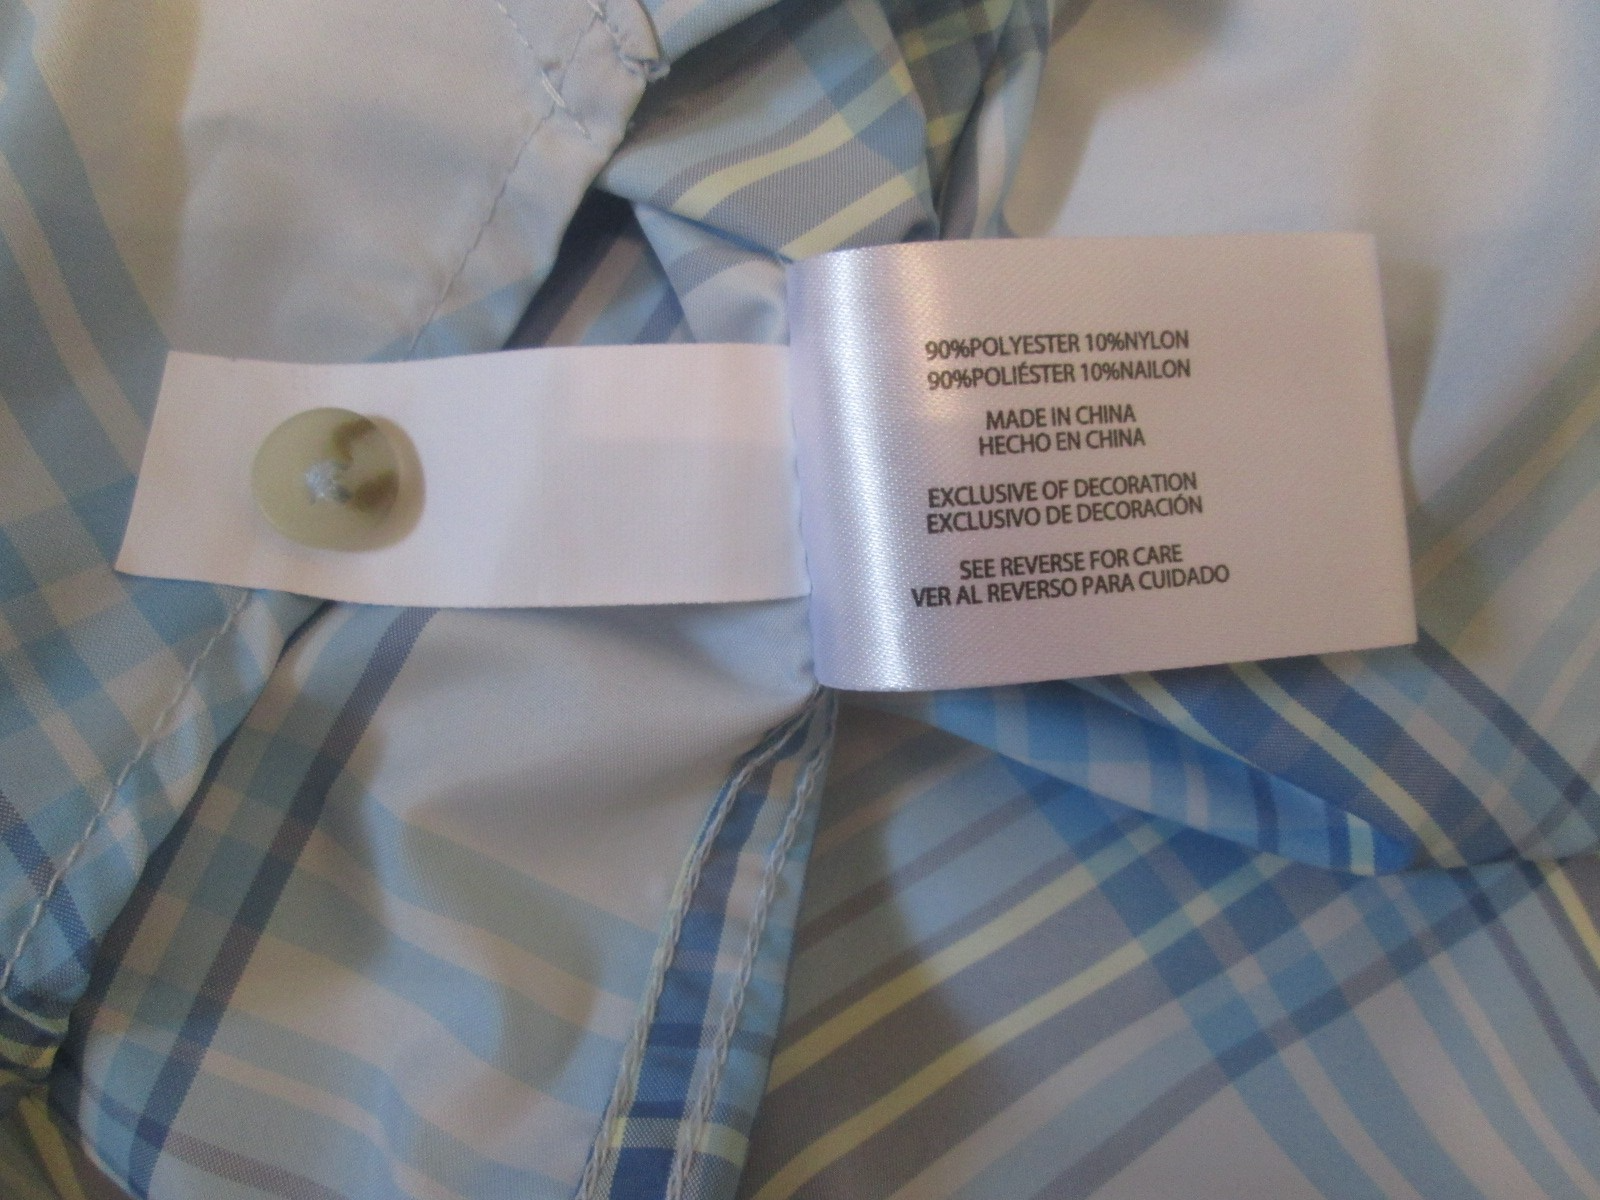 90%POLYESTER 10%NYLON
90%POLIÉSTER 10%NAILON
MADE IN CHINA
HECHO EN CHINA
EXCLUSIVE OF DECORATION
EXCLUSIVO DE DECORACIÓN
SEE REVERSE FOR CARE
VER AL REVERSO PARA CUIDADO